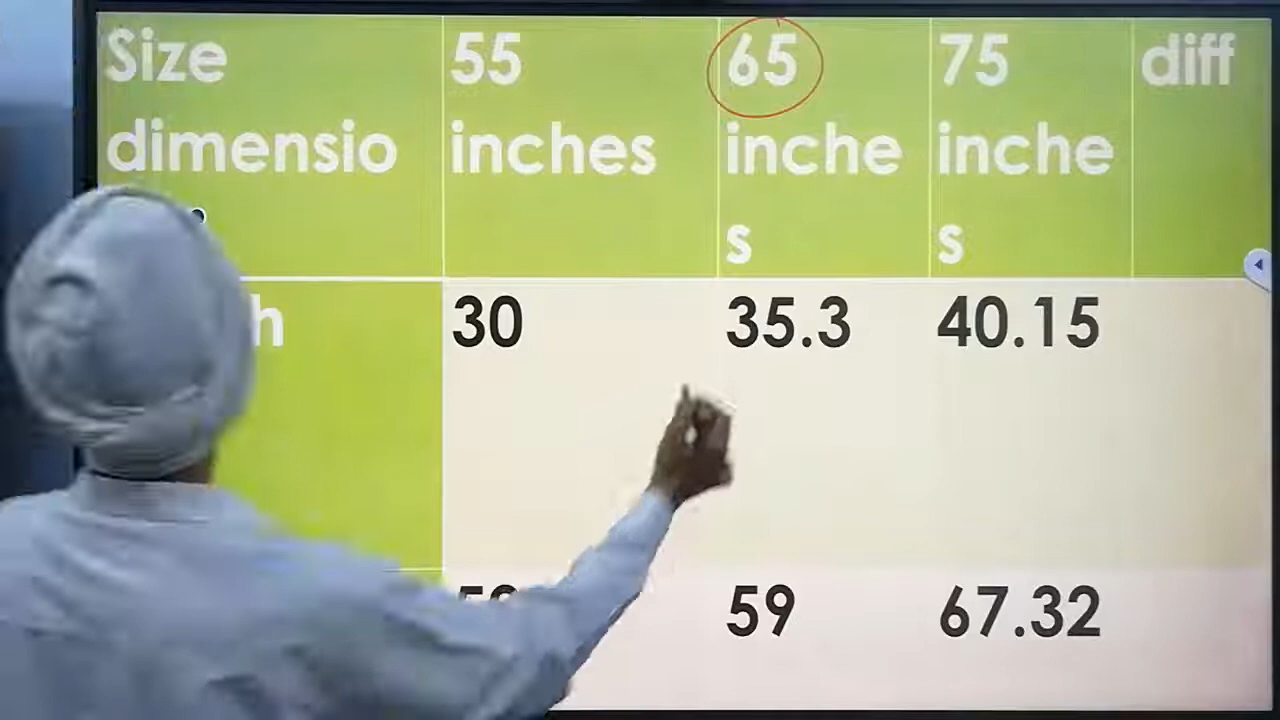 Size 55 65 75 diff
dimensio inches inche inche
s s
30 35.3 40.15
59 67.32